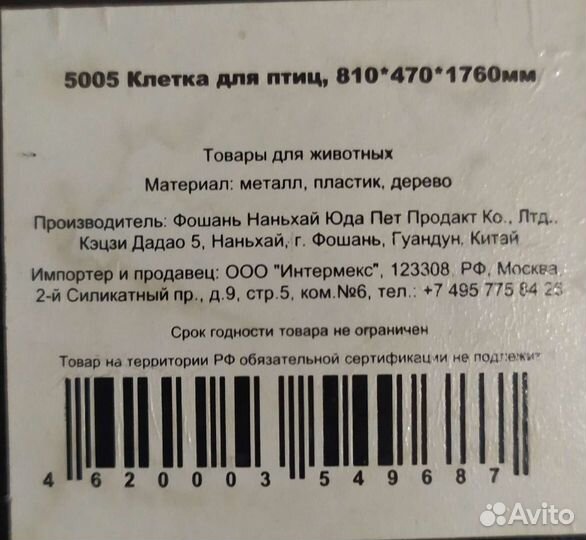 5005 Клетка для птиц, 810*470*1760мм
Товары для животных
Материал: металл, пластик, дерево
Производитель: Фошань Наньхай Юда Пет Продакт Ко., Лтд.,
Кэцзи Дадао 5, Наньхай, г. Фошань, Гуандун, Китай
Импортер и продавец: ООО "Интермекс", 123308, РФ, Москва,
2-й Силикатный пр., д.9, стр.5, ком.№6, тел.: +7 495 775 84 26
Срок годности товара не ограничен
Товар на территории РФ обязательной сертификации не подлежит
4 620003 549687
Avito